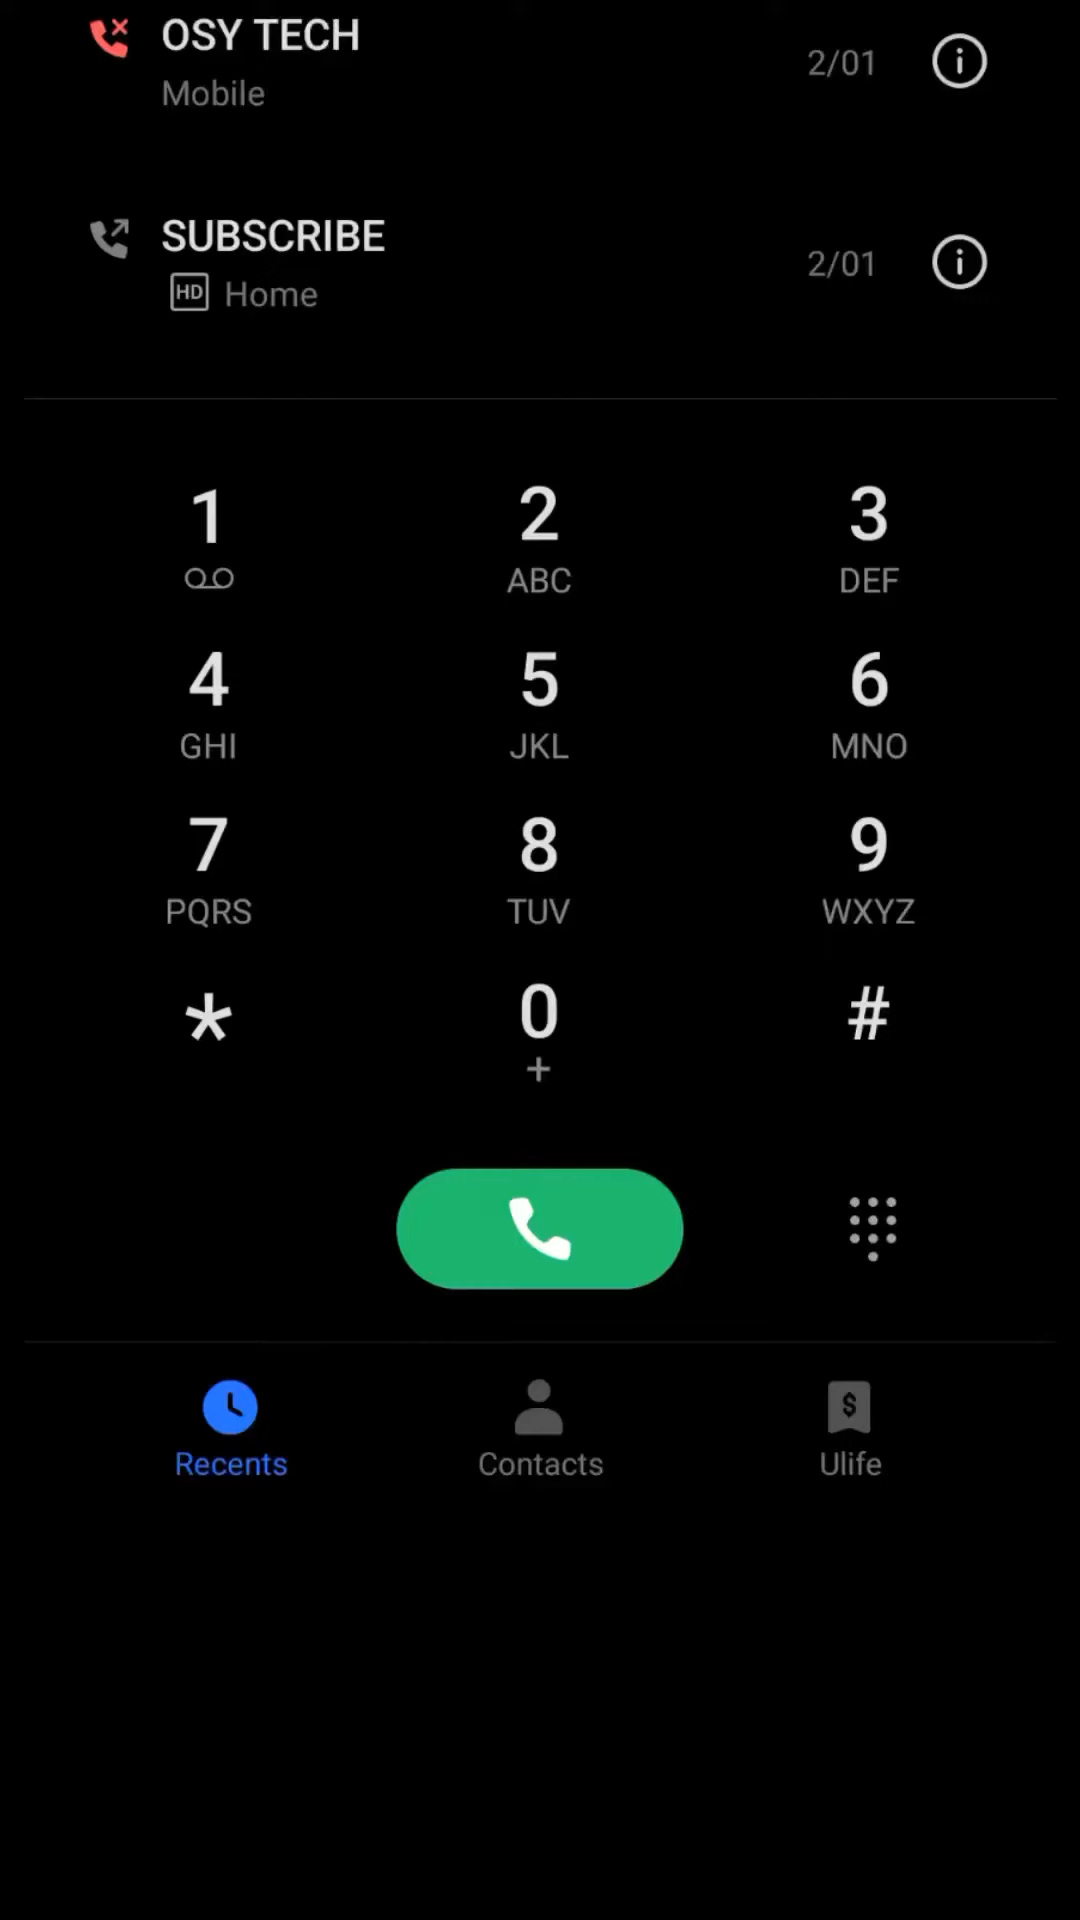 OSY TECH
Mobile
2/01
SUBSCRIBE
HD Home
2/01
1 2 3
ABC DEF
4 5 6
GHI JKL MNO
7 8 9
PQRS TUV WXYZ
* 0 #
+
$
Recents Contacts Ulife